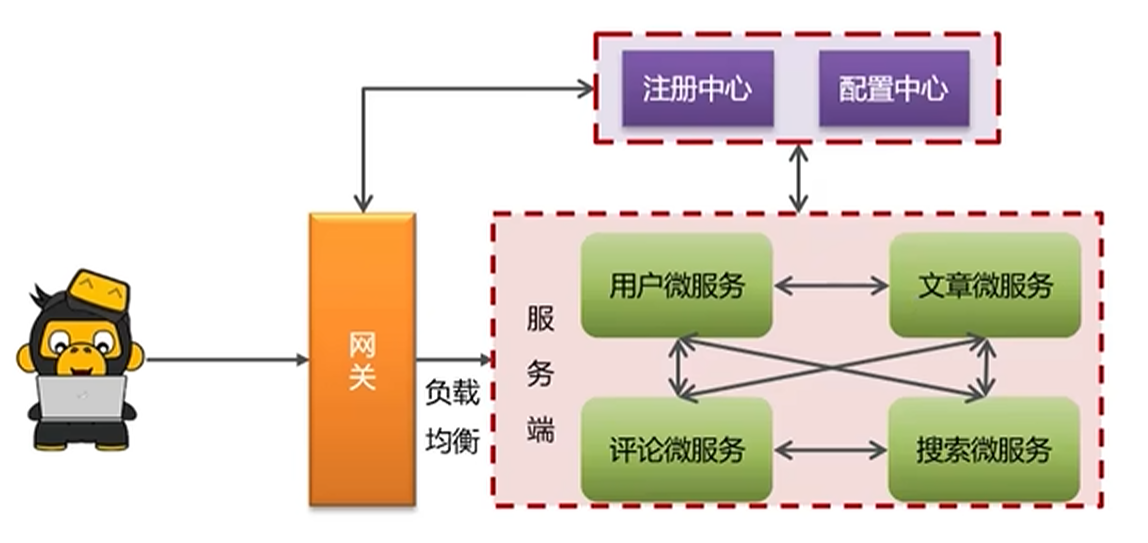 注册中心
配置中心
网关
负载
均衡
服务端
用户微服务
文章微服务
评论微服务
搜索微服务